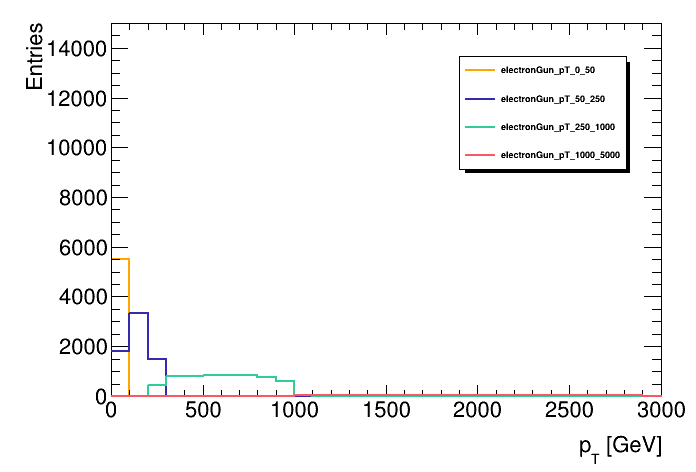 Entries
14000
12000
10000
8000
6000
4000
2000
0
electronGun_pT_0_50
electronGun_pT_50_250
electronGun_pT_250_1000
electronGun_pT_1000_5000
0 500 1000 1500 2000 2500 3000
pT [GeV]